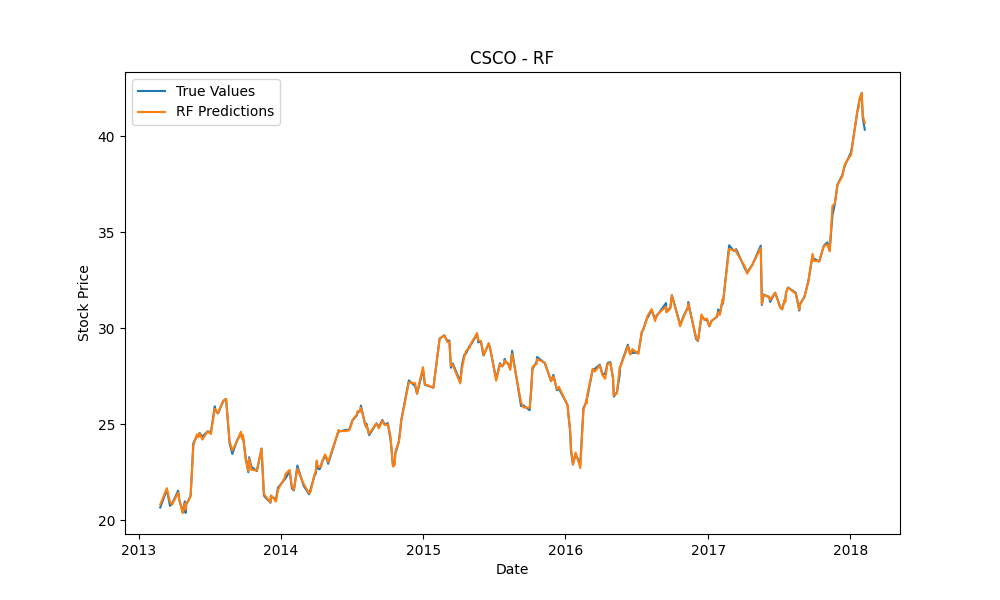 CSCO - RF
True Values
RF Predictions
40
35
30
25
20
Stock Price
2013 2014 2015 2016 2017 2018
Date